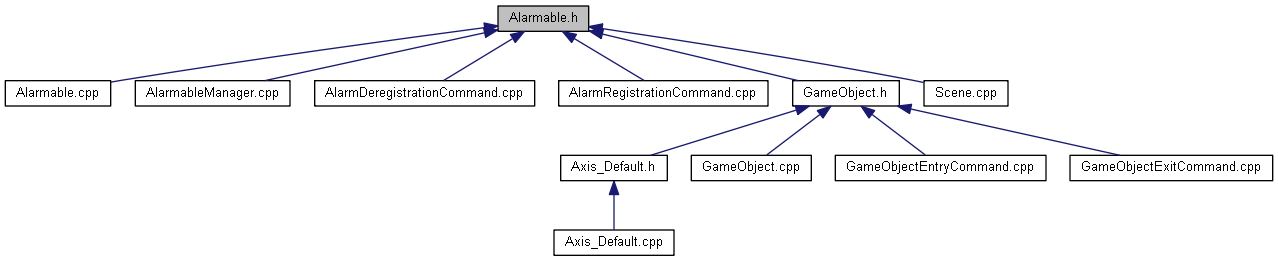 Alarmable.h
Alarmable.cpp
AlarmableManager.cpp
AlarmDeregistrationCommand.cpp
AlarmRegistrationCommand.cpp
GameObject.h
Scene.cpp
Axis_Default.h
GameObject.cpp
GameObjectEntryCommand.cpp
GameObjectExitCommand.cpp
Axis_Default.cpp